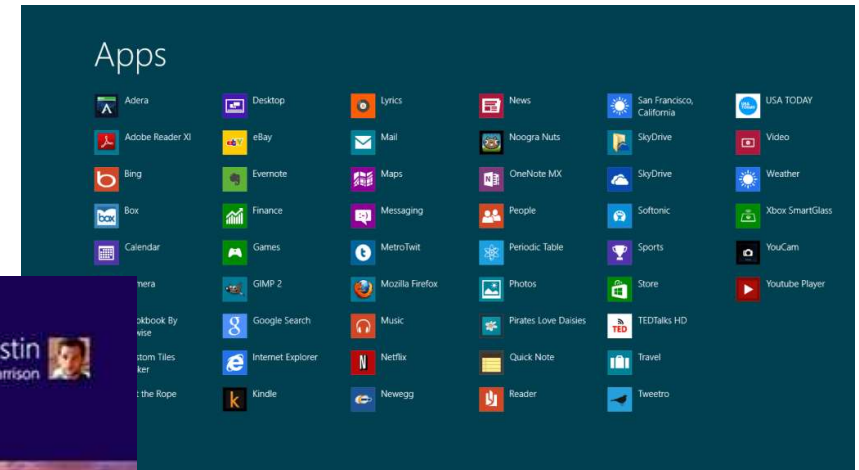 Apps
Adera
Adobe Reader XI
Bing
Box
Calendar
mera
okbook By
wise
stom Tiles
ker
t the Rope
Desktop
eBay
Evernote
Finance
Games
GIMP 2
Google Search
Internet Explorer
Kindle
Lyrics
Mail
Maps
Messaging
MetroTwit
Mozilla Firefox
Music
Netflix
Newegg
News
Noogra Nuts
OneNote MX
People
Periodic Table
Photos
Pirates Love Daisies
Quick Note
Reader
San Francisco,
California
SkyDrive
SkyDrive
Softonic
Sports
Store
TEDTalks HD
Travel
Tweetro
USA TODAY
Video
Weather
Xbox SmartGlass
YouCam
Youtube Player
stin
rrison